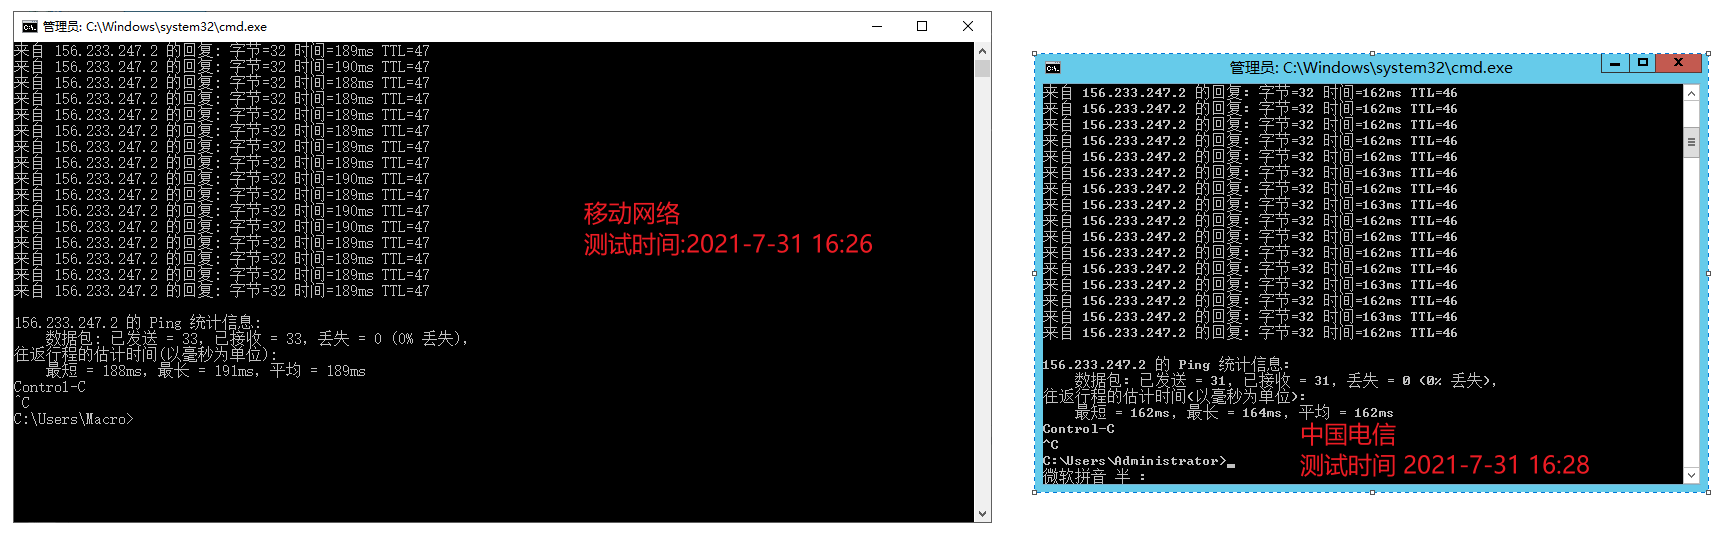 管理员: C:\Windows\system32\cmd.exe
来自 156.233.247.2 的回复: 字节=32 时间=189ms TTL=47
来自 156.233.247.2 的回复: 字节=32 时间=190ms TTL=47
来自 156.233.247.2 的回复: 字节=32 时间=188ms TTL=47
来自 156.233.247.2 的回复: 字节=32 时间=189ms TTL=47
来自 156.233.247.2 的回复: 字节=32 时间=189ms TTL=47
来自 156.233.247.2 的回复: 字节=32 时间=189ms TTL=47
来自 156.233.247.2 的回复: 字节=32 时间=189ms TTL=47
来自 156.233.247.2 的回复: 字节=32 时间=189ms TTL=47
来自 156.233.247.2 的回复: 字节=32 时间=190ms TTL=47
来自 156.233.247.2 的回复: 字节=32 时间=189ms TTL=47
来自 156.233.247.2 的回复: 字节=32 时间=190ms TTL=47
来自 156.233.247.2 的回复: 字节=32 时间=190ms TTL=47
来自 156.233.247.2 的回复: 字节=32 时间=189ms TTL=47
来自 156.233.247.2 的回复: 字节=32 时间=189ms TTL=47
来自 156.233.247.2 的回复: 字节=32 时间=189ms TTL=47
来自 156.233.247.2 的回复: 字节=32 时间=189ms TTL=47
156.233.247.2 的 Ping 统计信息:
数据包: 已发送 = 33, 已接收 = 33, 丢失 = 0 (0% 丢失),
往返行程的估计时间(以毫秒为单位):
最短 = 188ms, 最长 = 191ms, 平均 = 189ms
Control-C
^C
C:\Users\Macro>
移动网络
测试时间:2021-7-31 16:26
管理员: C:\Windows\system32\cmd.exe
来自 156.233.247.2 的回复: 字节=32 时间=162ms TTL=46
来自 156.233.247.2 的回复: 字节=32 时间=162ms TTL=46
来自 156.233.247.2 的回复: 字节=32 时间=162ms TTL=46
来自 156.233.247.2 的回复: 字节=32 时间=162ms TTL=46
来自 156.233.247.2 的回复: 字节=32 时间=162ms TTL=46
来自 156.233.247.2 的回复: 字节=32 时间=163ms TTL=46
来自 156.233.247.2 的回复: 字节=32 时间=162ms TTL=46
来自 156.233.247.2 的回复: 字节=32 时间=163ms TTL=46
来自 156.233.247.2 的回复: 字节=32 时间=162ms TTL=46
来自 156.233.247.2 的回复: 字节=32 时间=162ms TTL=46
来自 156.233.247.2 的回复: 字节=32 时间=162ms TTL=46
来自 156.233.247.2 的回复: 字节=32 时间=162ms TTL=46
来自 156.233.247.2 的回复: 字节=32 时间=163ms TTL=46
来自 156.233.247.2 的回复: 字节=32 时间=162ms TTL=46
来自 156.233.247.2 的回复: 字节=32 时间=163ms TTL=46
来自 156.233.247.2 的回复: 字节=32 时间=162ms TTL=46
156.233.247.2 的 Ping 统计信息:
数据包: 已发送 = 31, 已接收 = 31, 丢失 = 0 (0% 丢失),
往返行程的估计时间(以毫秒为单位):
最短 = 162ms, 最长 = 164ms, 平均 = 162ms
Control-C
^C
C:\Users\Administrator>
微软拼音 半 :
中国电信
测试时间 2021-7-31 16:28